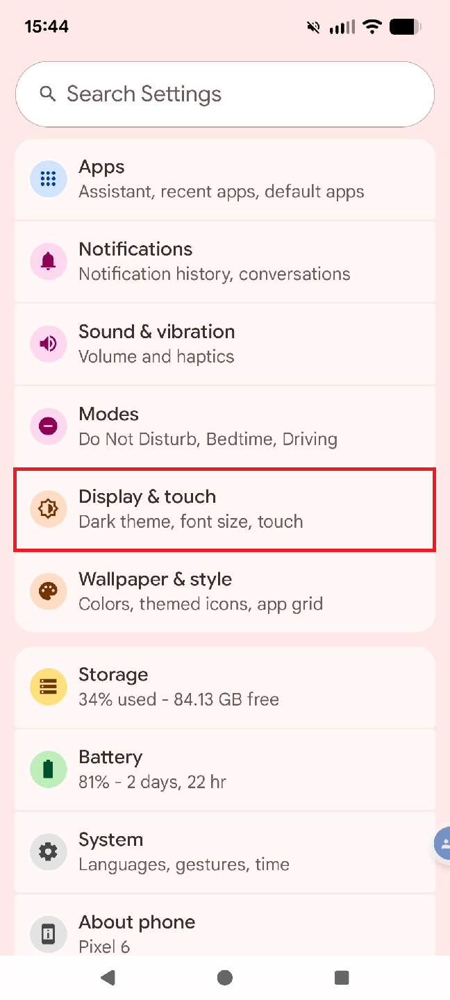 15:44
Search Settings
Apps
Assistant, recent apps, default apps
Notifications
Notification history, conversations
Sound & vibration
Volume and haptics
Modes
Do Not Disturb, Bedtime, Driving
Display & touch
Dark theme, font size, touch
Wallpaper & style
Colors, themed icons, app grid
Storage
34% used - 84.13 GB free
Battery
81% - 2 days, 22 hr
System
Languages, gestures, time
About phone
Pixel 6